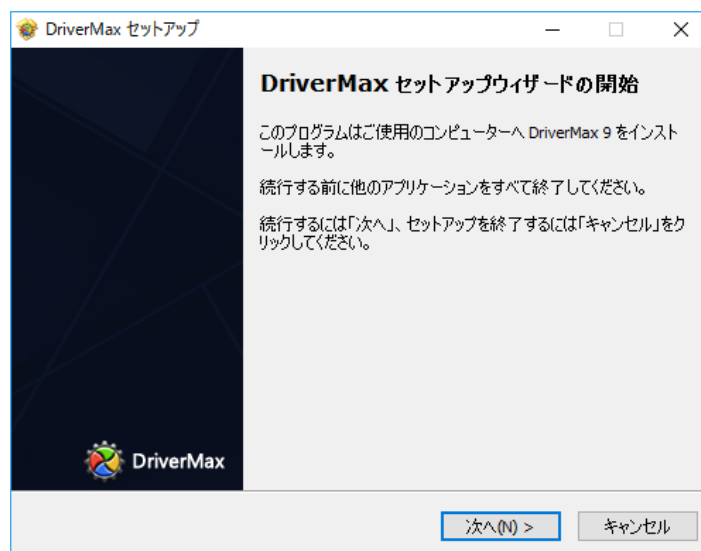 DriverMax セットアップ
DriverMax セットアップウィザードの開始
このプログラムはご使用のコンピューターへ DriverMax 9 をインスト
ールします。
続行する前に他のアプリケーションをすべて終了してください。
続行するには「次へ」、セットアップを終了するには「キャンセル」をク
リックしてください。
DriverMax
次へ(N) >
キャンセル